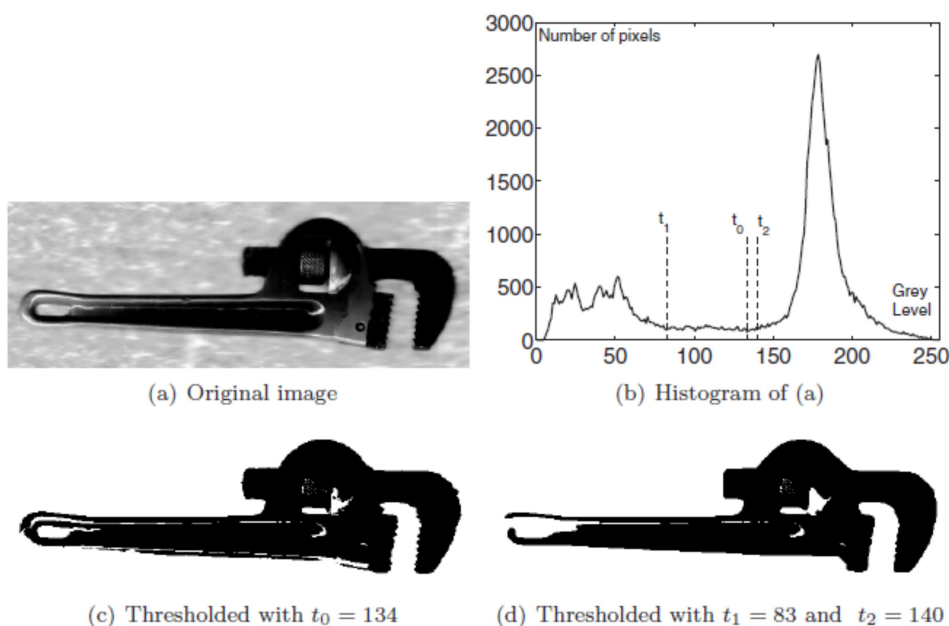 3000
Number of pixels
2500
2000
1500
1000
500
0
t1
t0
t2
Grey
Level
0 50 100 150 200 250
(a) Original image
(b) Histogram of (a)
(c) Thresholded with t0 = 134
(d) Thresholded with t1 = 83 and t2 = 140